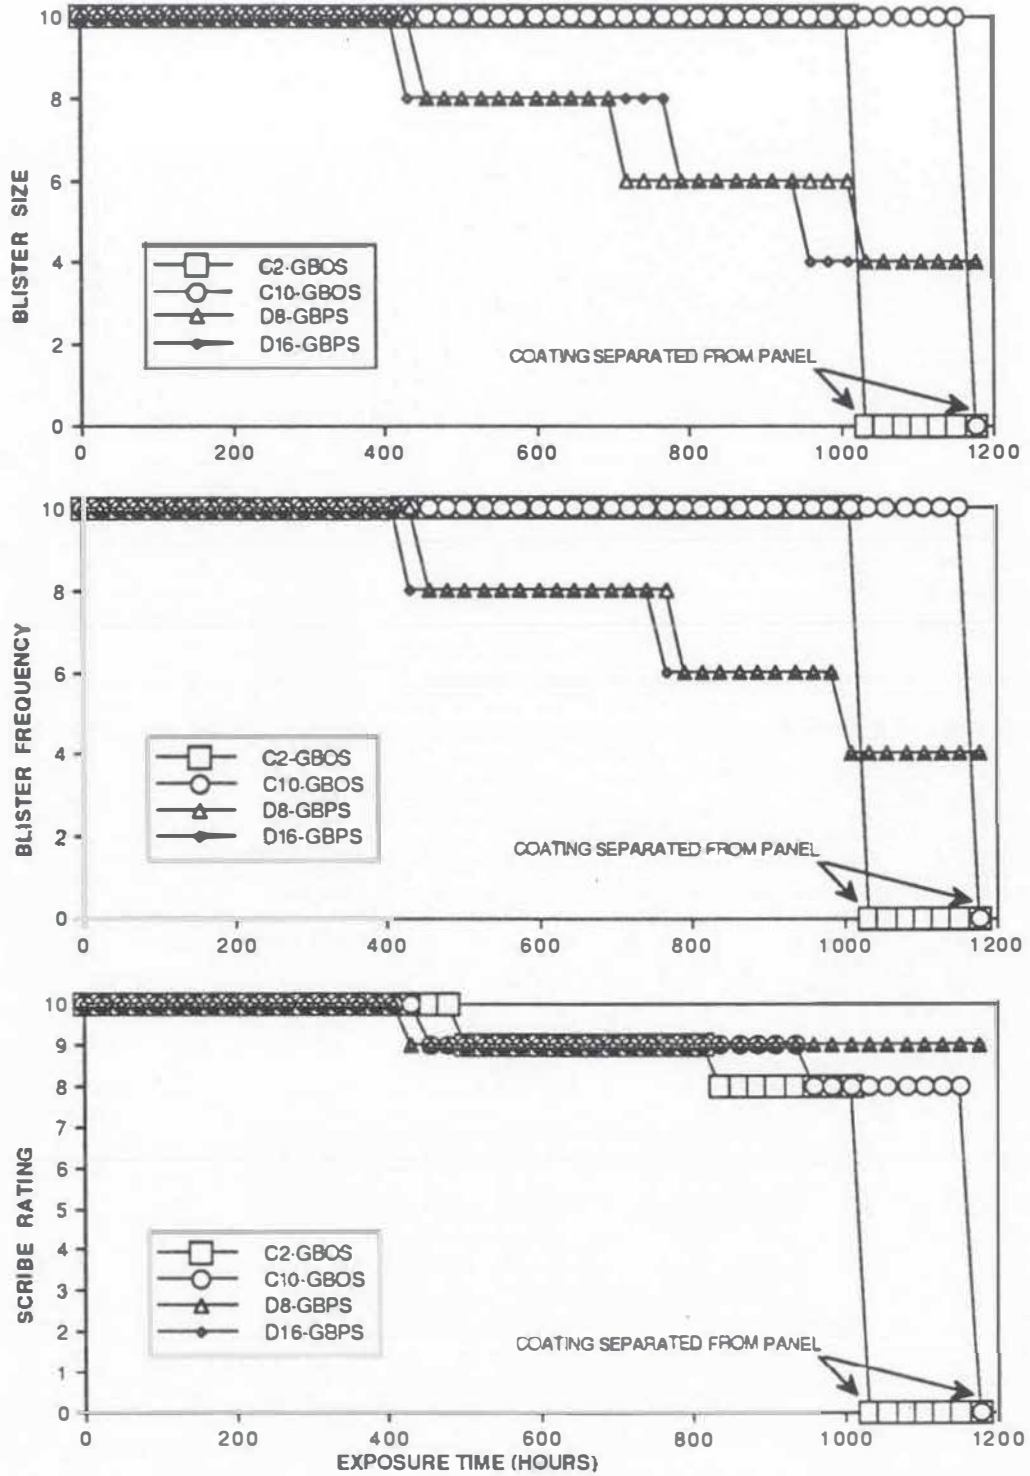 10
8
6
4
2
0
BLISTER SIZE
C2·GBOS
C10·GBOS
D8-GBPS
D16-GBPS
COATING SEPARATED FROM PANEL
0 200 400 600 800 1000 1200
10
8
6
4
2
0
BLISTER FREQUENCY
C2-GBOS
C10-GBOS
D8-GBPS
D16-GBPS
COATING SEPARATED FROM PANEL
0 200 400 600 800 1000 1200
10
9
8
7
6
5
4
3
2
1
0
SCRIBE RATING
C2·GBOS
C10-GBOS
D8-GBPS
D16-GBPS
COATING SEPARATED FROM PANEL
0 200 400 600 800 1000 1200
EXPOSURE TIME (HOURS)